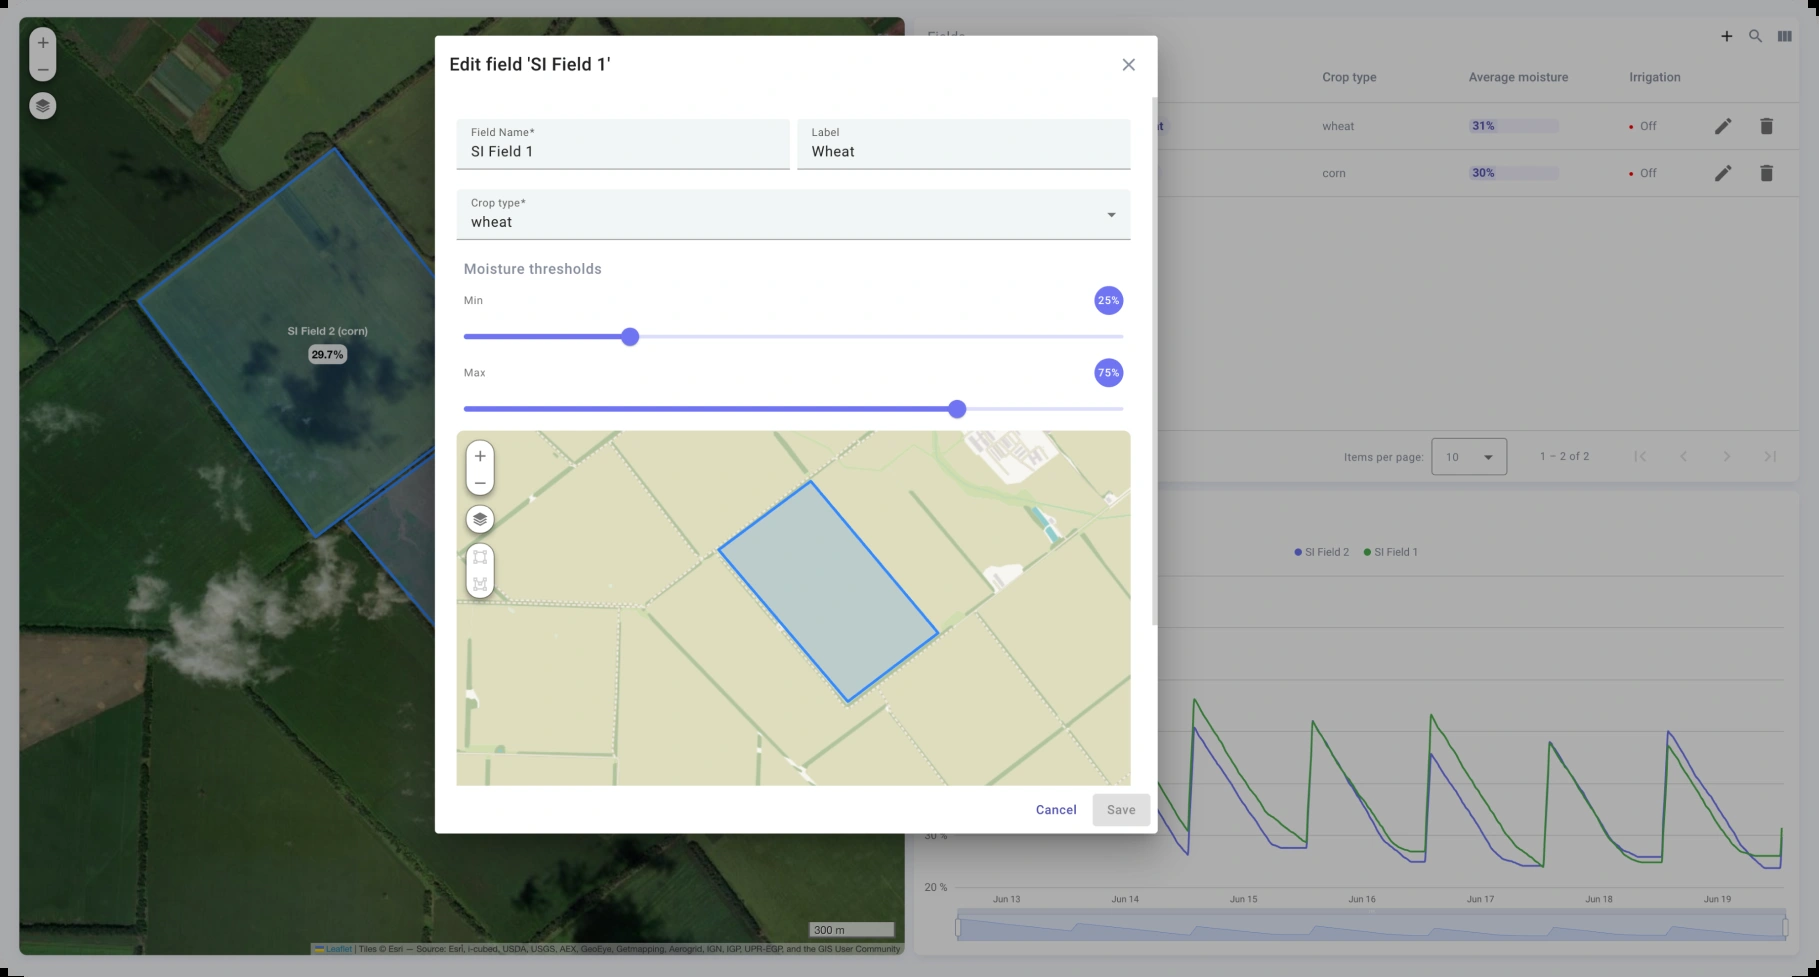 Edit field 'SI Field 1'
Field Name*
SI Field 1
Label
Wheat
Crop type*
wheat
Moisture thresholds
Min
25%
Max
75%
Cancel
Save
SI Field 2 (corn)
29.7%
300 m
Leaflet | Tiles © Esri — Source: Esri, i-cubed, USDA, USGS, AEX, GeoEye, Getmapping, Aerogrid, IGN, IGP, UPR-EGP, and the GIS User Community
Fields
Crop type Average moisture Irrigation
wheat 31% Off
corn 30% Off
Items per page: 10 1 – 2 of 2
SI Field 2 SI Field 1
30 %
20 %
Jun 13 Jun 14 Jun 15 Jun 16 Jun 17 Jun 18 Jun 19